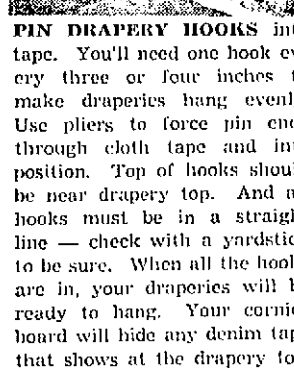 PIN DRAPERY HOOKS int
tape. You'll need one hook ev
ery three or four inches t
make draperies hang evenl
Use pliers to force pin end
through cloth tape and int
position. Top of hooks shoul
be near drapery top. And a
hooks must be in a straigh
line — check with a yardstic
to be sure. When all the hook
are in, your draperies will b
ready to hang. Your cornic
board will hide any denim tap
that shows at the drapery to